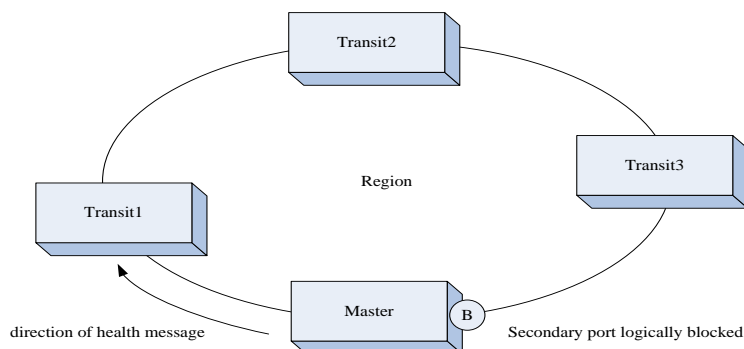 Transit2
Transit3
Region
Transit1
Master
B
direction of health message
Secondary port logically blocked